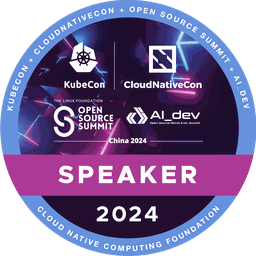 KUBECON + CLOUDNATIVECON + OPEN SOURCE SUMMIT + AI_DEV
KubeCon
CloudNativeCon
THE LINUX FOUNDATION
OPEN
SOURCE
SUMMIT
AI_dev
China 2024
SPEAKER
2024
CLOUD NATIVE COMPUTING FOUNDATION